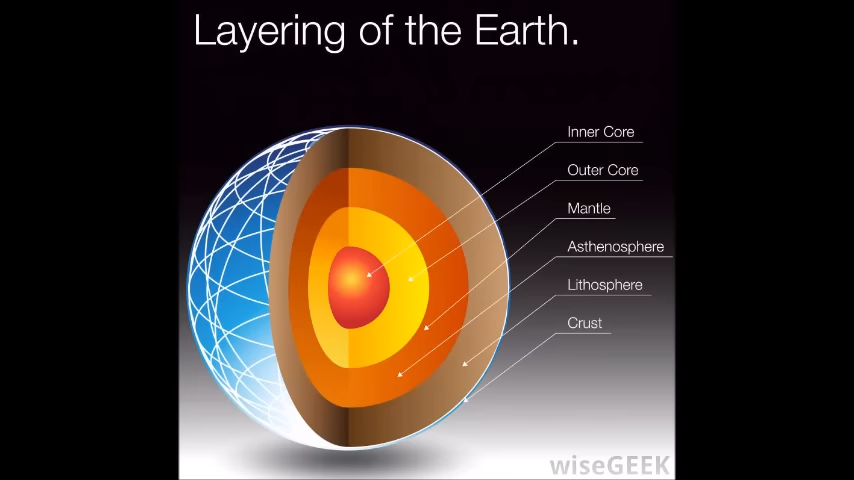 Layering of the Earth.
Inner Core
Outer Core
Mantle
Asthenosphere
Lithosphere
Crust
wiseGEEK